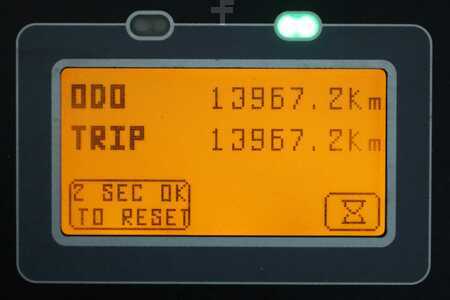 ODO 13967.2Km
TRIP 13967.2Km
2 SEC OK
TO RESET